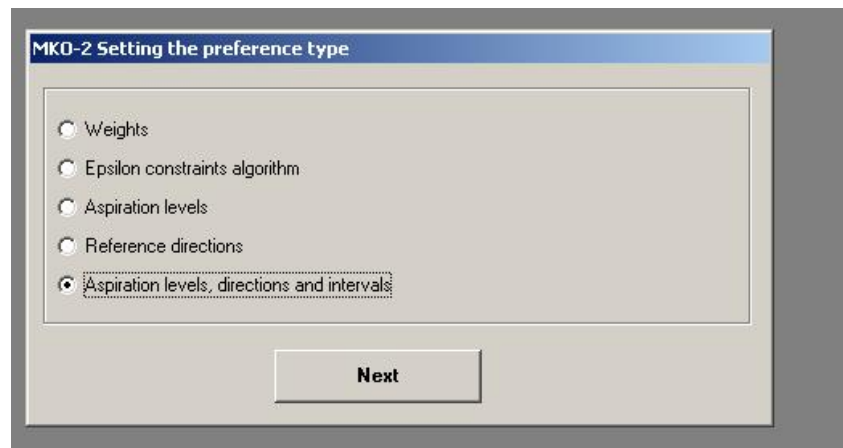 MKO-2 Setting the preference type
Weights
Epsilon constraints algorithm
Aspiration levels
Reference directions
Aspiration levels, directions and intervals
Next